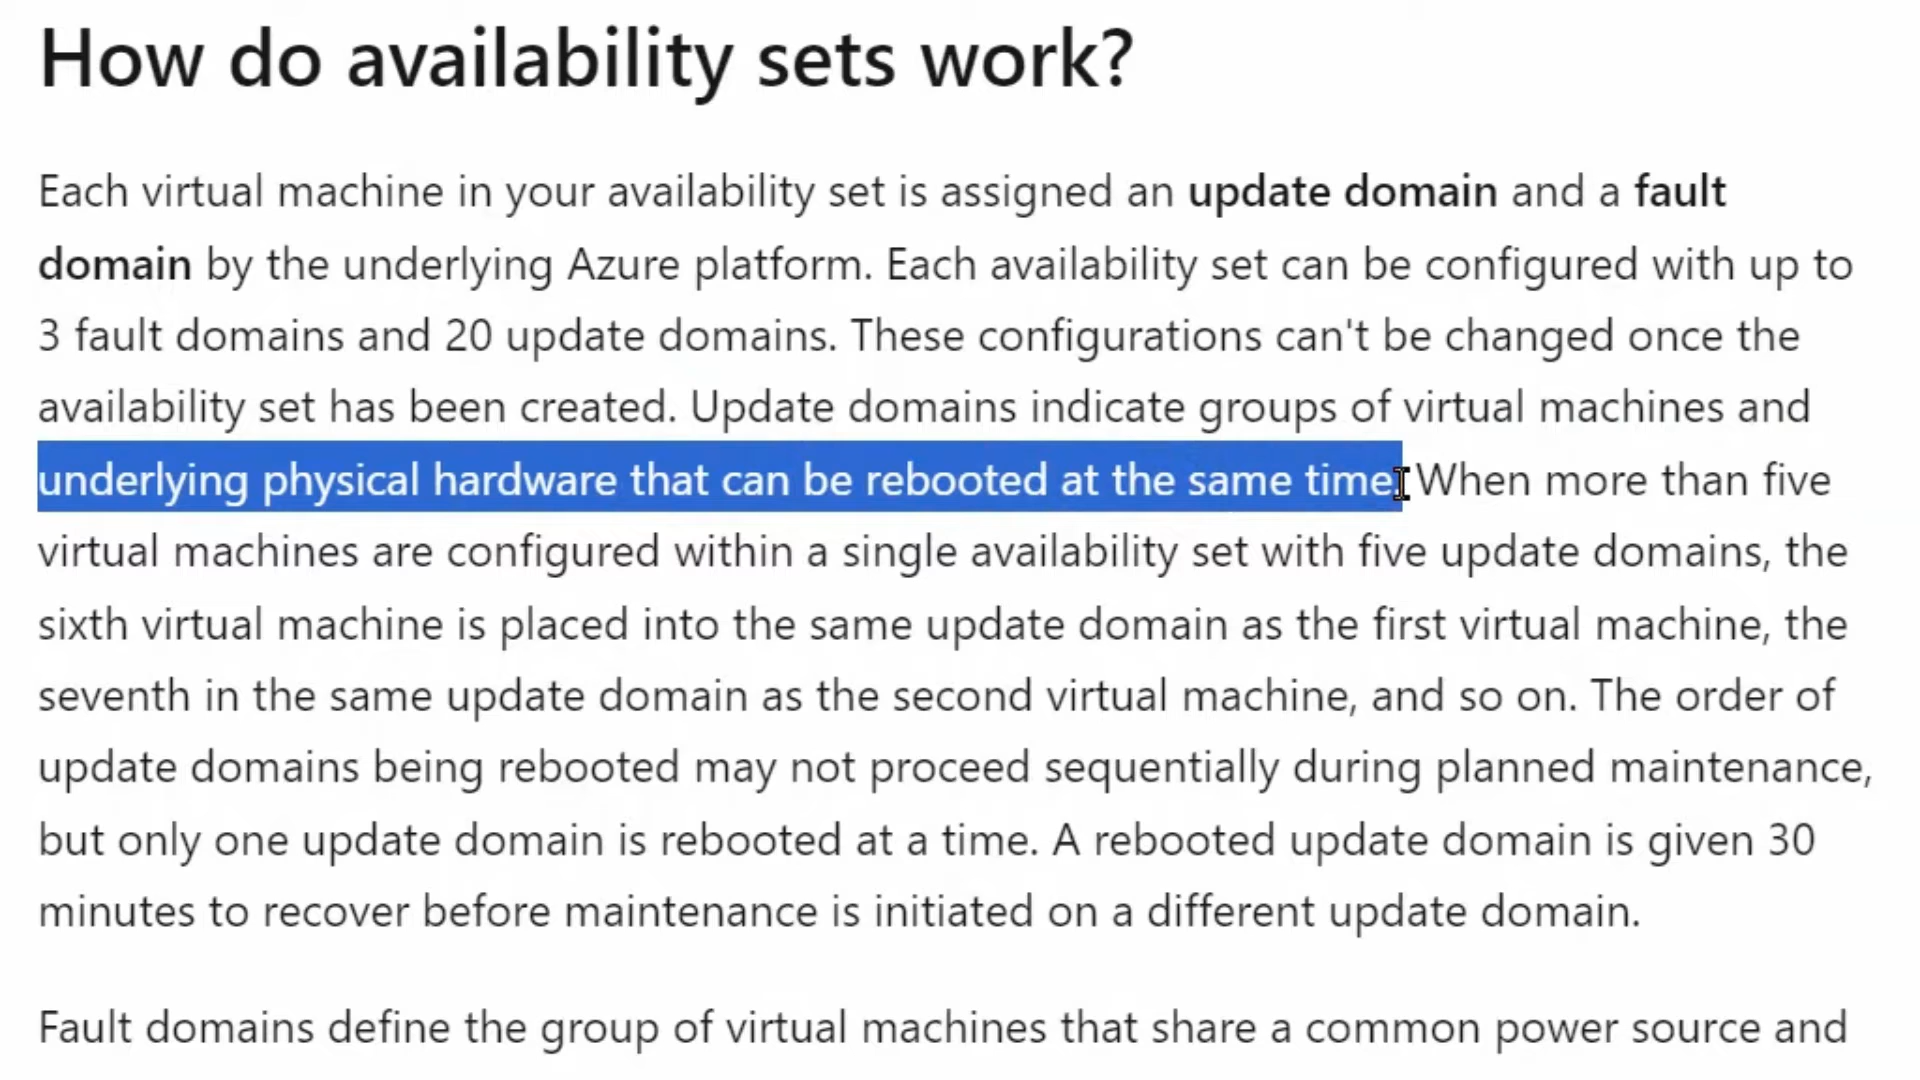 How do availability sets work?
Each virtual machine in your availability set is assigned an update domain and a fault
domain by the underlying Azure platform. Each availability set can be configured with up to
3 fault domains and 20 update domains. These configurations can't be changed once the
availability set has been created. Update domains indicate groups of virtual machines and
underlying physical hardware that can be rebooted at the same time. When more than five
virtual machines are configured within a single availability set with five update domains, the
sixth virtual machine is placed into the same update domain as the first virtual machine, the
seventh in the same update domain as the second virtual machine, and so on. The order of
update domains being rebooted may not proceed sequentially during planned maintenance,
but only one update domain is rebooted at a time. A rebooted update domain is given 30
minutes to recover before maintenance is initiated on a different update domain.
Fault domains define the group of virtual machines that share a common power source and